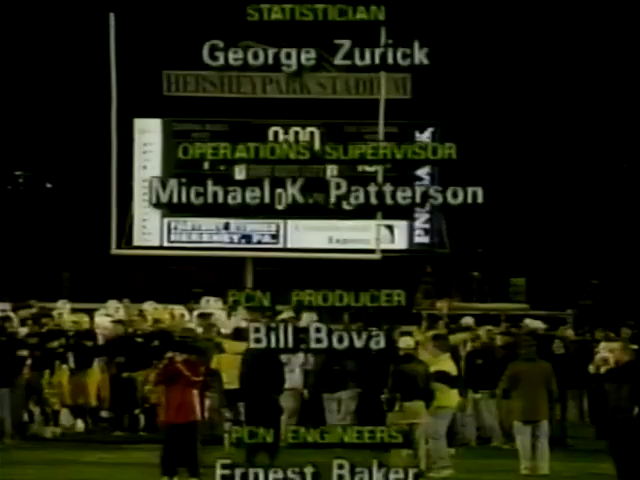 STATISTICIAN
George Zurick
HERSHEYPARK STADIUM
0:00
OPERATIONS SUPERVISOR
Michael K. Patterson
HERSHEY, PA.
PCN PRODUCER
Bill Bova
PCN ENGINEERS
Ernest Baker